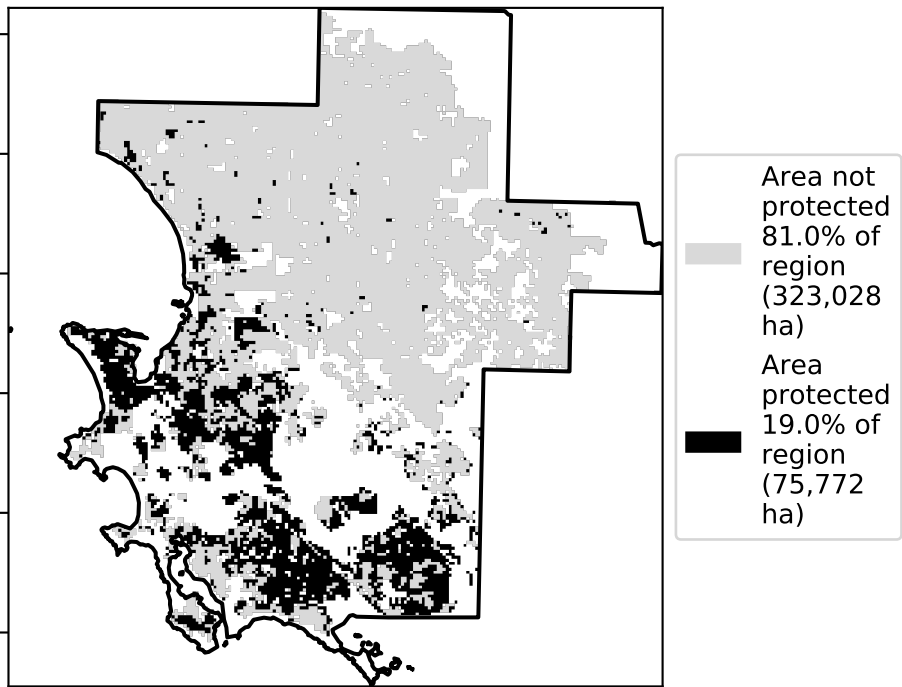 Area not
protected
81.0% of
region
(323,028
ha)
Area
protected
19.0% of
region
(75,772
ha)